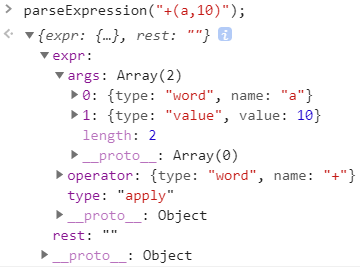 > parseExpression("+(a,10)");
<· ▼{expr: {…}, rest: ""} i
▼expr:
▼args: Array(2)
▶0: {type: "word", name: "a"}
▶1: {type: "value", value: 10}
length: 2
▶__proto__: Array(0)
▶operator: {type: "word", name: "+"}
type: "apply"
▶__proto__: Object
rest: ""
▶__proto__: Object